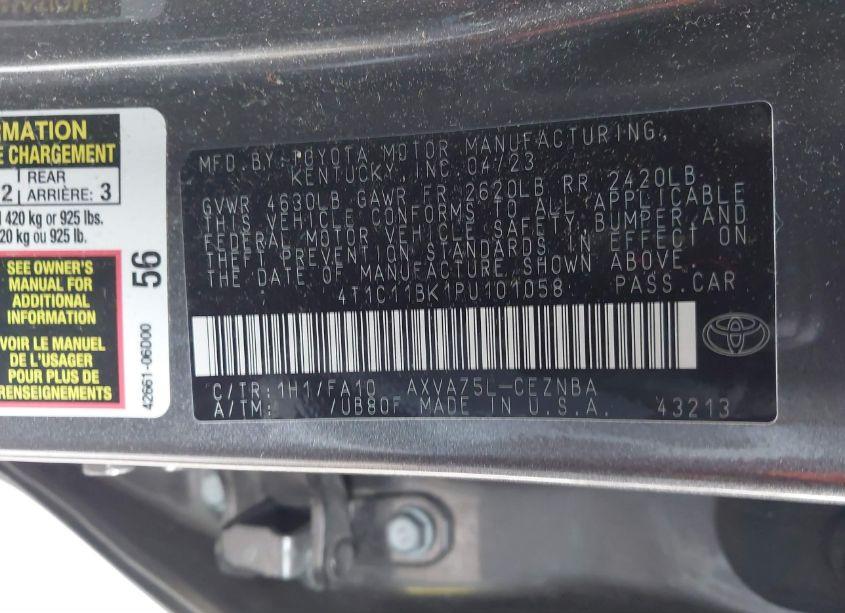 RMATION
E CHARGEMENT
2 | REAR
ARRIÈRE: 3
420 kg or 925 lbs.
20 kg ou 925 lb.
SEE OWNER'S
MANUAL FOR
ADDITIONAL
INFORMATION
VOIR LE MANUEL
DE L'USAGER
POUR PLUS DE
RENSEIGNEMENTS
56
42661-06D00
MFD. BY: TOYOTA MOTOR MANUFACTURING,
KENTUCKY, INC. 04/23
GVWR 4630LB GAWR FR 2620LB RR 2420LB
THIS VEHICLE CONFORMS TO ALL APPLICABLE
FEDERAL MOTOR VEHICLE SAFETY, BUMPER, AND
THEFT PREVENTION STANDARDS IN EFFECT ON
THE DATE OF MANUFACTURE SHOWN ABOVE.
4T1C11BK1PU101058 PASS.CAR
C/TR: 1H1/FA10 AXVA75L-CEZNBA
A/TM: /UB80F MADE IN U.S.A. 43213